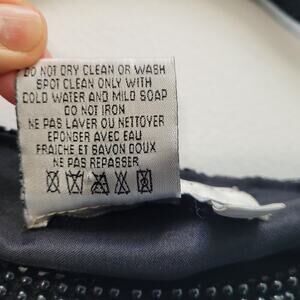 DO NOT DRY CLEAN OR WASH
SPOT CLEAN ONLY WITH
COLD WATER AND MILD SOAP
DO NOT IRON
NE PAS LAVER OU NETTOYER
EPONGER AVEC EAU
FRAICHE ET SAVON DOUX
NE PAS REPASSER